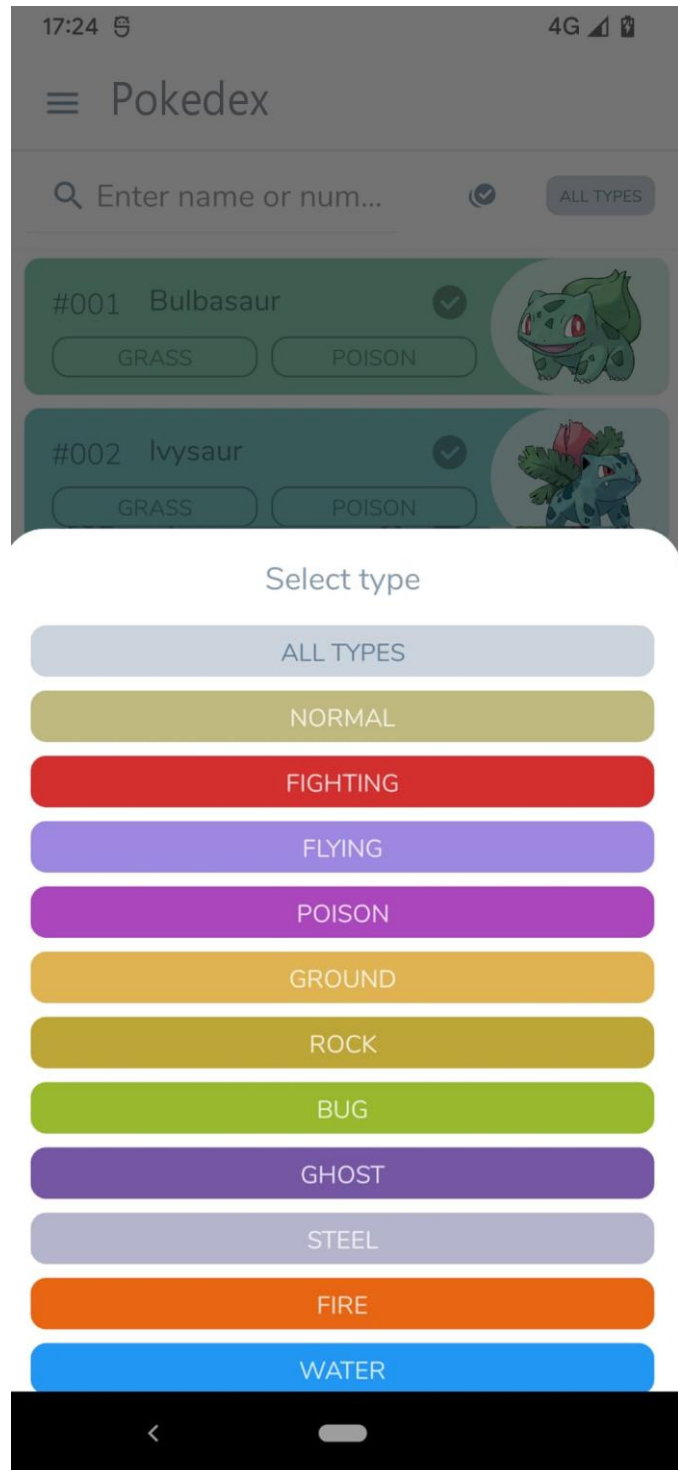 17:24 4G
Pokedex
Enter name or num... ALL TYPES
#001 Bulbasaur
GRASS POISON
#002 Ivysaur
GRASS POISON
Select type
ALL TYPES
NORMAL
FIGHTING
FLYING
POISON
GROUND
ROCK
BUG
GHOST
STEEL
FIRE
WATER